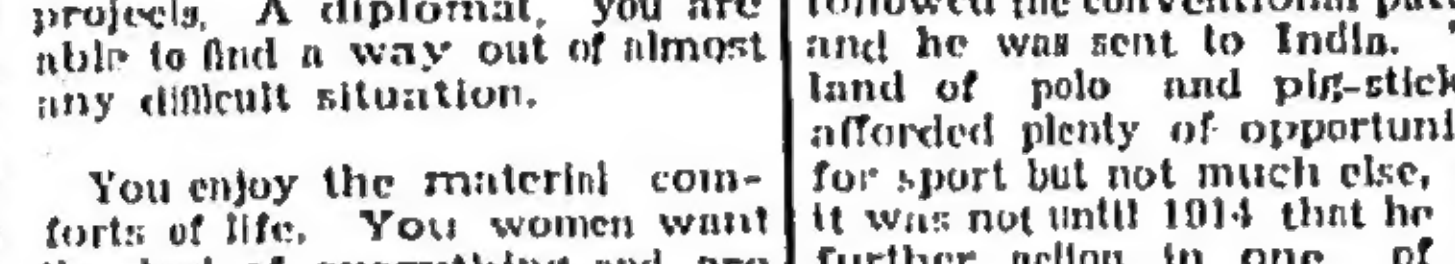 projects. A diplomat, you are
able to find a way out of almost
any difficult situation.
You enjoy the material com-
forts of life. You women want
and are
followed the conventional
and he was sent to India.
land of polo and pig-stick
afforded plenty of opportuni
for sport but not much else,
it was not until 1914 that he
further action in one of